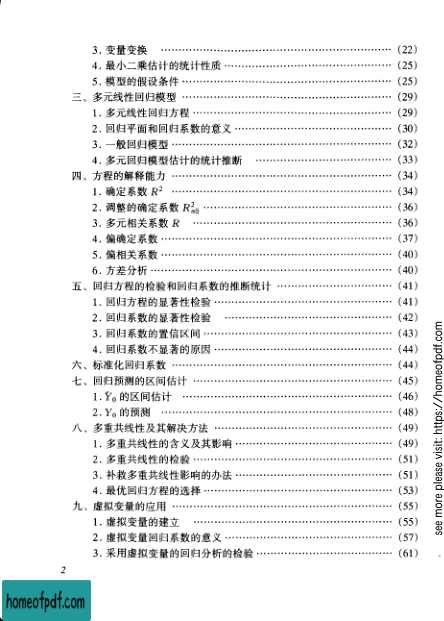 3. 变量变换 …… (22)
4. 最小二乘估计的统计性质 …… (25)
5. 模型的假设条件 …… (25)
三、多元线性回归模型 …… (29)
1. 多元线性回归方程 …… (29)
2. 回归平面和回归系数的意义 …… (30)
3. 一般回归模型 …… (32)
4. 多元回归模型估计的统计推断 …… (33)
四、方程的解释能力 …… (34)
1. 确定系数 R² …… (34)
2. 调整的确定系数 R²adj …… (36)
3. 多元相关系数 R …… (36)
4. 偏确定系数 …… (37)
5. 偏相关系数 …… (40)
6. 方差分析 …… (40)
五、回归方程的检验和回归系数的推断统计 …… (41)
1. 回归方程的显著性检验 …… (41)
2. 回归系数的显著性检验 …… (42)
3. 回归系数的置信区间 …… (43)
4. 回归系数不显著的原因 …… (44)
六、标准化回归系数 …… (44)
七、回归预测的区间估计 …… (45)
1. Ȳ₀ 的区间估计 …… (46)
2. Y₀ 的预测 …… (48)
八、多重共线性及其解决方法 …… (49)
1. 多重共线性的含义及其影响 …… (49)
2. 多重共线性的检验 …… (51)
3. 补救多重共线性影响的办法 …… (51)
4. 最优回归方程的选择 …… (53)
九、虚拟变量的应用 …… (55)
1. 虚拟变量的建立 …… (55)
2. 虚拟变量回归系数的意义 …… (57)
3. 采用虚拟变量的回归分析的检验 …… (61)
2
homeofpdf.com
see more please visit: https://homeofpdf.com